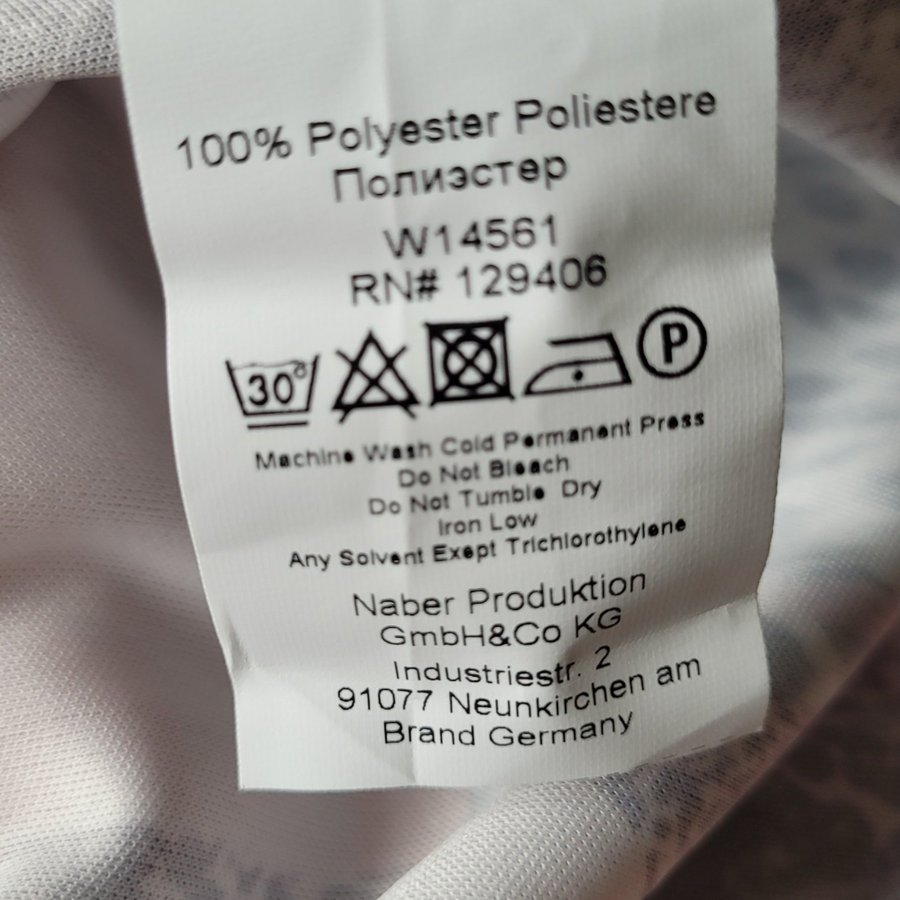 100% Polyester Poliestere
Полиэстер
W14561
RN# 129406
30° P
Machine Wash Cold Permanent Press
Do Not Bleach
Do Not Tumble Dry
Iron Low
Any Solvent Exept Trichlorothylene
Naber Produktion
GmbH&Co KG
Industriestr. 2
91077 Neunkirchen am
Brand Germany